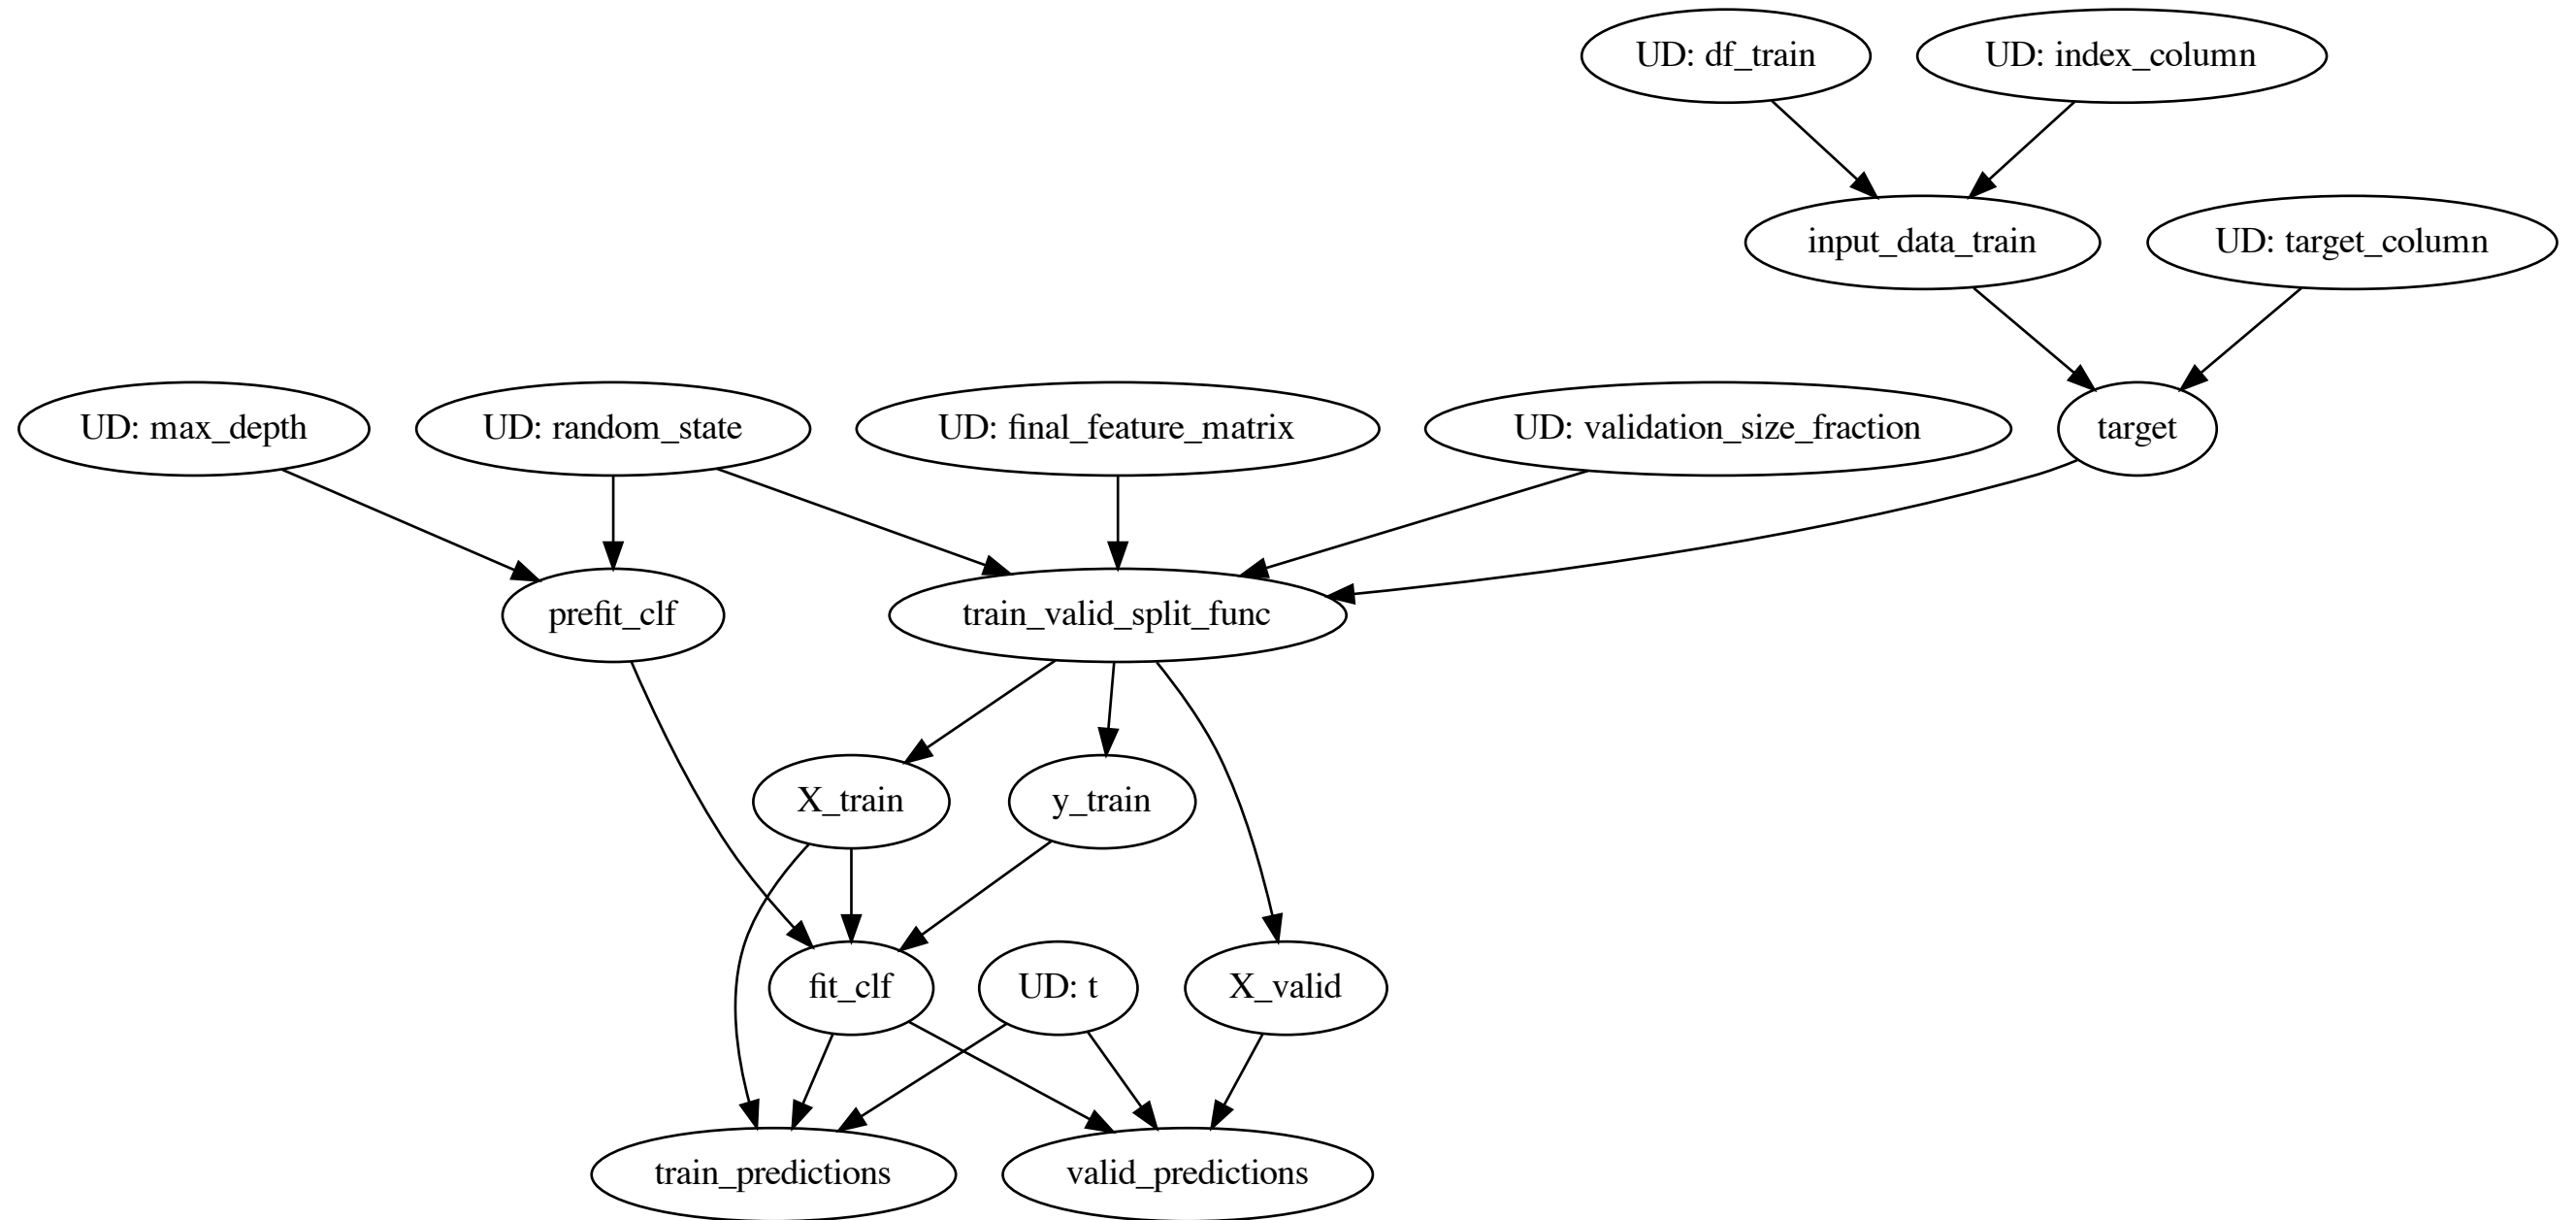 UD: df_train
UD: index_column
input_data_train
UD: target_column
UD: max_depth
UD: random_state
UD: final_feature_matrix
UD: validation_size_fraction
target
prefit_clf
train_valid_split_func
X_train
y_train
fit_clf
UD: t
X_valid
train_predictions
valid_predictions